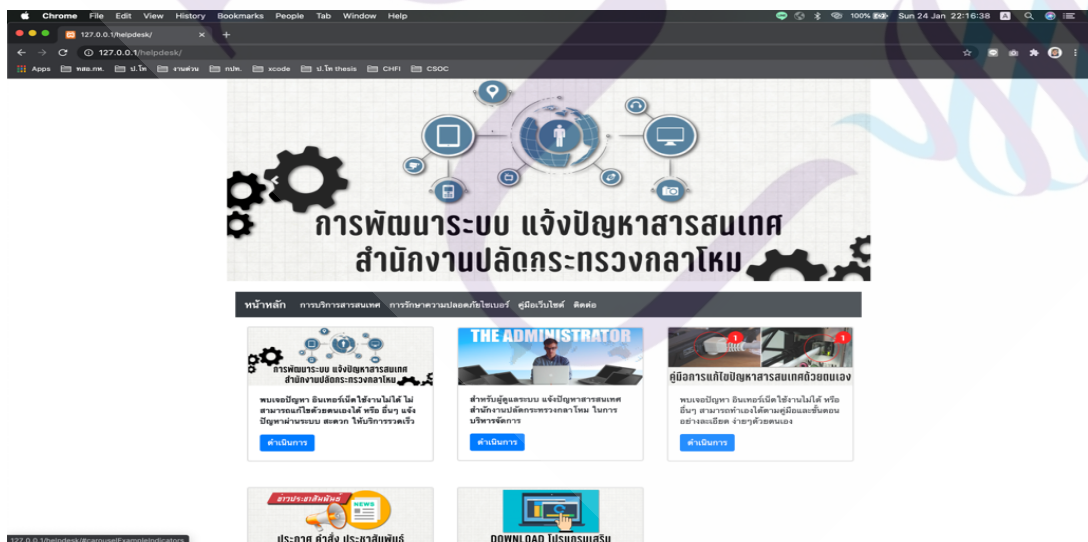 Chrome File Edit View History Bookmarks People Tab Window Help
100% Sun 24 Jan 22:16:38
127.0.0.1/helpdesk/
127.0.0.1/helpdesk/
Apps ทสอ.กห. ป.โท งานด่วน xcode ป.โท thesis CHFI CSOC
การพัฒนาระบบ แจ้งปัญหาสารสนเทศ
สำนักงานปลัดกระทรวงกลาโหม
หน้าหลัก การบริการสารสนเทศ การรักษาความปลอดภัยไซเบอร์ คู่มือเว็บไซต์ ติดต่อ
การพัฒนาระบบ แจ้งปัญหาสารสนเทศ
สำนักงานปลัดกระทรวงกลาโหม
พบเจอปัญหา อินเทอร์เน็ตใช้งานไม่ได้ ไม่
สามารถแก้ไขด้วยตนเองได้ หรือ อื่นๆ แจ้ง
ปัญหาผ่านระบบ สะดวก ให้บริการรวดเร็ว
ดำเนินการ
THE ADMINISTRATOR
สำหรับผู้ดูแลระบบ แจ้งปัญหาสารสนเทศ
สำนักงานปลัดกระทรวงกลาโหม ในการ
บริหารจัดการ
ดำเนินการ
1 1
คู่มือการแก้ไขปัญหาสารสนเทศด้วยตนเอง
พบเจอปัญหา อินเทอร์เน็ตใช้งานไม่ได้ หรือ
อื่นๆ สามารถทำเองได้ตามคู่มือและขั้นตอน
อย่างละเอียด ง่ายๆด้วยตนเอง
ดำเนินการ
ข่าวประชาสัมพันธ์
NEWS
ประกาศ คำสั่ง ประชาสัมพันธ์
DOWNLOAD โปรแกรมเสริม
127.0.0.1/helpdesk/#carouselExampleIndicators